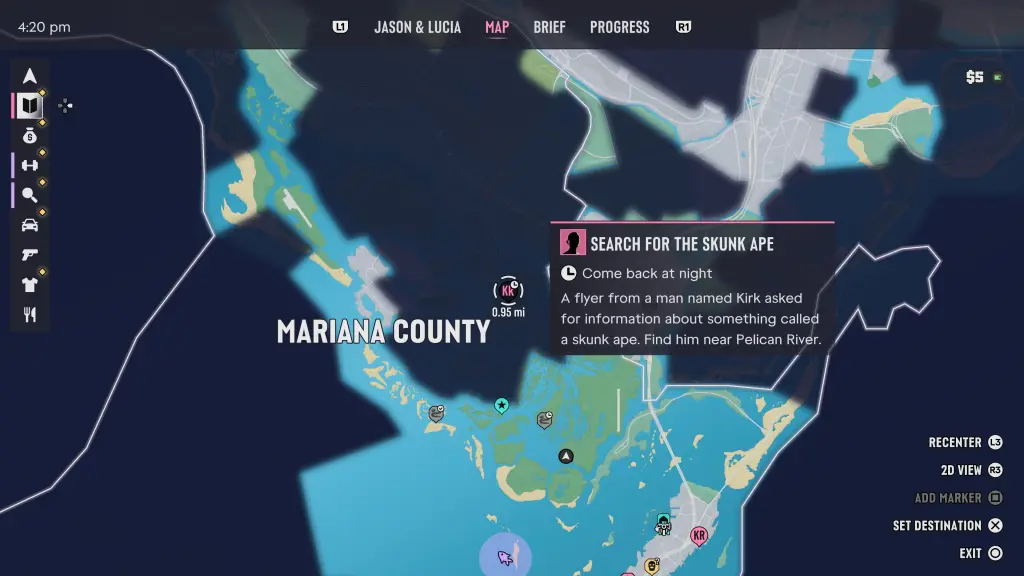 4:20 pm
L1 JASON & LUCIA MAP BRIEF PROGRESS R1
$5
SEARCH FOR THE SKUNK APE
Come back at night
A flyer from a man named Kirk asked
for information about something called
a skunk ape. Find him near Pelican River.
KK
0.95 mi
MARIANA COUNTY
RECENTER L3
2D VIEW R3
ADD MARKER
SET DESTINATION
EXIT
KR